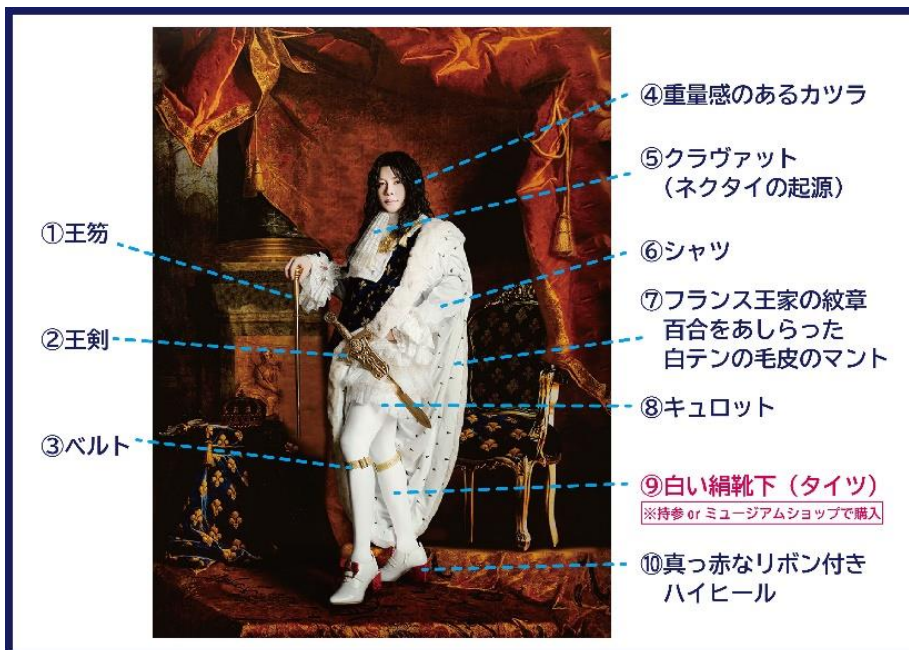 ①王笏
②王剣
③ベルト
④重量感のあるカツラ
⑤クラヴァット
（ネクタイの起源）
⑥シャツ
⑦フランス王家の紋章
百合をあしらった
白テンの毛皮のマント
⑧キュロット
⑨白い絹靴下（タイツ）
※持参 or ミュージアムショップで購入
⑩真っ赤なリボン付き
ハイヒール